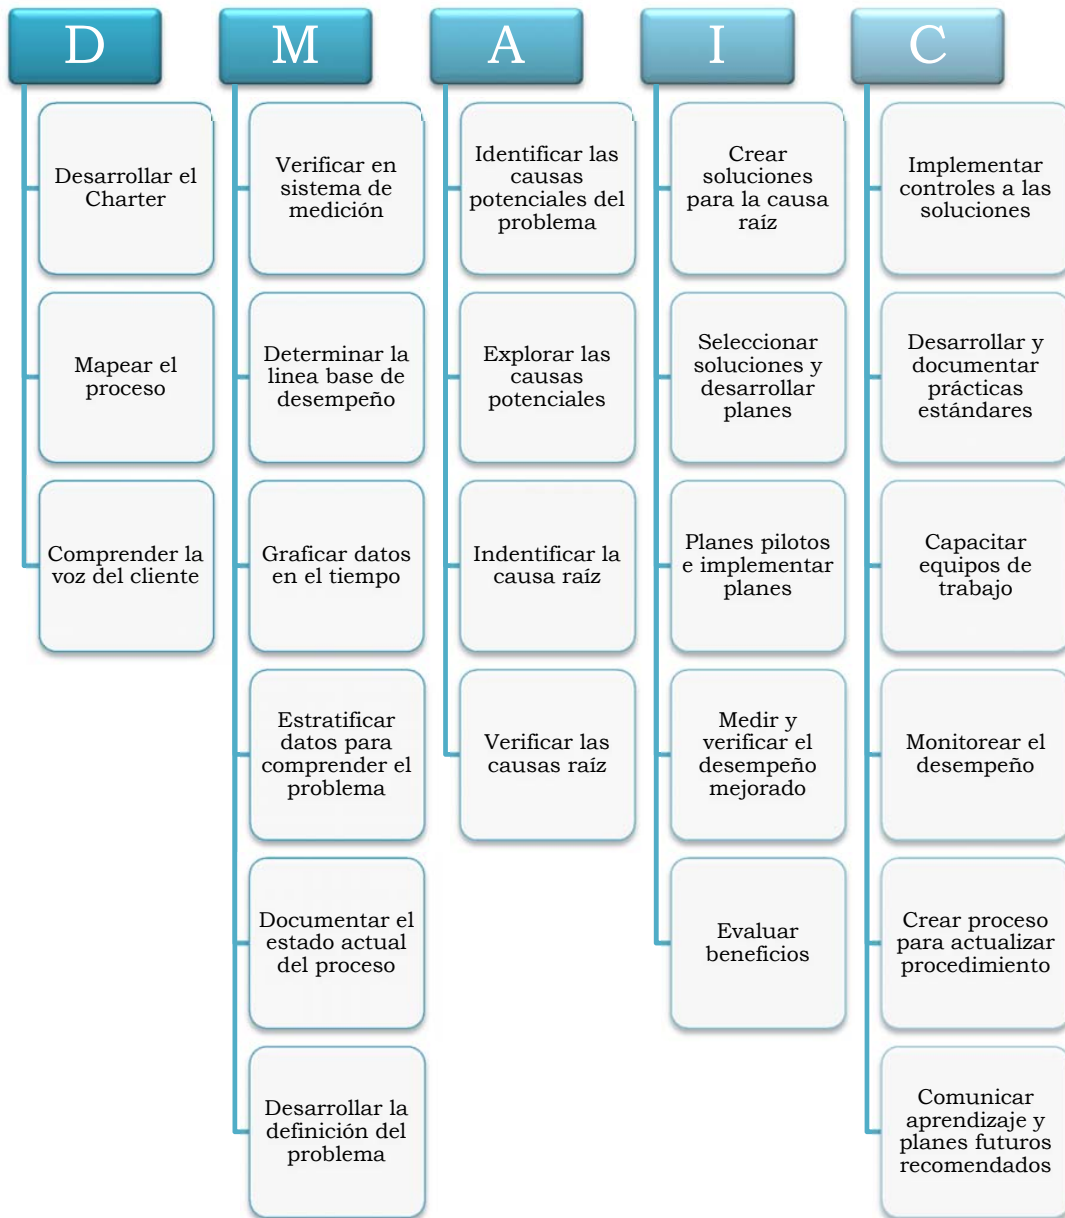 D
Desarrollar el
Charter
Mapear el
proceso
Comprender la
voz del cliente
M
Verificar en
sistema de
medición
Determinar la
linea base de
desempeño
Graficar datos
en el tiempo
Estratificar
datos para
comprender el
problema
Documentar el
estado actual
del proceso
Desarrollar la
definición del
problema
A
Identificar las
causas
potenciales del
problema
Explorar las
causas
potenciales
Indentificar la
causa raíz
Verificar las
causas raíz
I
Crear
soluciones
para la causa
raíz
Seleccionar
soluciones y
desarrollar
planes
Planes pilotos
e implementar
planes
Medir y
verificar el
desempeño
mejorado
Evaluar
beneficios
C
Implementar
controles a las
soluciones
Desarrollar y
documentar
prácticas
estándares
Capacitar
equipos de
trabajo
Monitorear el
desempeño
Crear proceso
para actualizar
procedimiento
Comunicar
aprendizaje y
planes futuros
recomendados